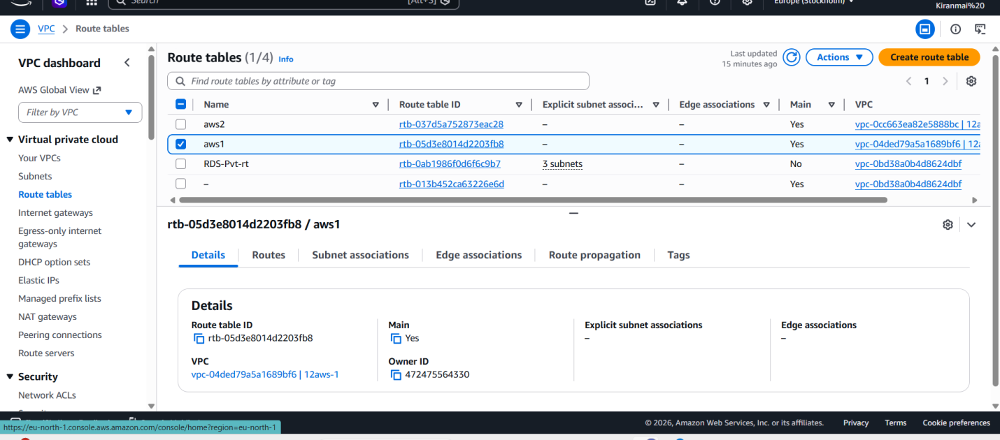 Search
[Alt+S]
Europe (Stockholm)
Kiranmai%20
VPC > Route tables
VPC dashboard
AWS Global View
Filter by VPC
Virtual private cloud
Your VPCs
Subnets
Route tables
Internet gateways
Egress-only internet
gateways
DHCP option sets
Elastic IPs
Managed prefix lists
NAT gateways
Peering connections
Route servers
Security
Network ACLs
Route tables (1/4) Info
Last updated
15 minutes ago
Actions
Create route table
Find route tables by attribute or tag
1
Name Route table ID Explicit subnet associ... Edge associations Main VPC
aws2 rtb-037d5a752873eac28 – – Yes vpc-0cc663ea82e5888bc | 12a
aws1 rtb-05d3e8014d2203fb8 – – Yes vpc-04ded79a5a1689bf6 | 12a
RDS-Pvt-rt rtb-0ab1986f0d6f6c9b7 3 subnets – No vpc-0bd38a0b4d8624dbf
– rtb-013b452ca63226e6d – – Yes vpc-0bd38a0b4d8624dbf
rtb-05d3e8014d2203fb8 / aws1
Details Routes Subnet associations Edge associations Route propagation Tags
Details
Route table ID
rtb-05d3e8014d2203fb8
Main
Yes
Explicit subnet associations
–
Edge associations
–
VPC
vpc-04ded79a5a1689bf6 | 12aws-1
Owner ID
472475564330
https://eu-north-1.console.aws.amazon.com/console/home?region=eu-north-1
© 2026, Amazon Web Services, Inc. or its affiliates. Privacy Terms Cookie preferences